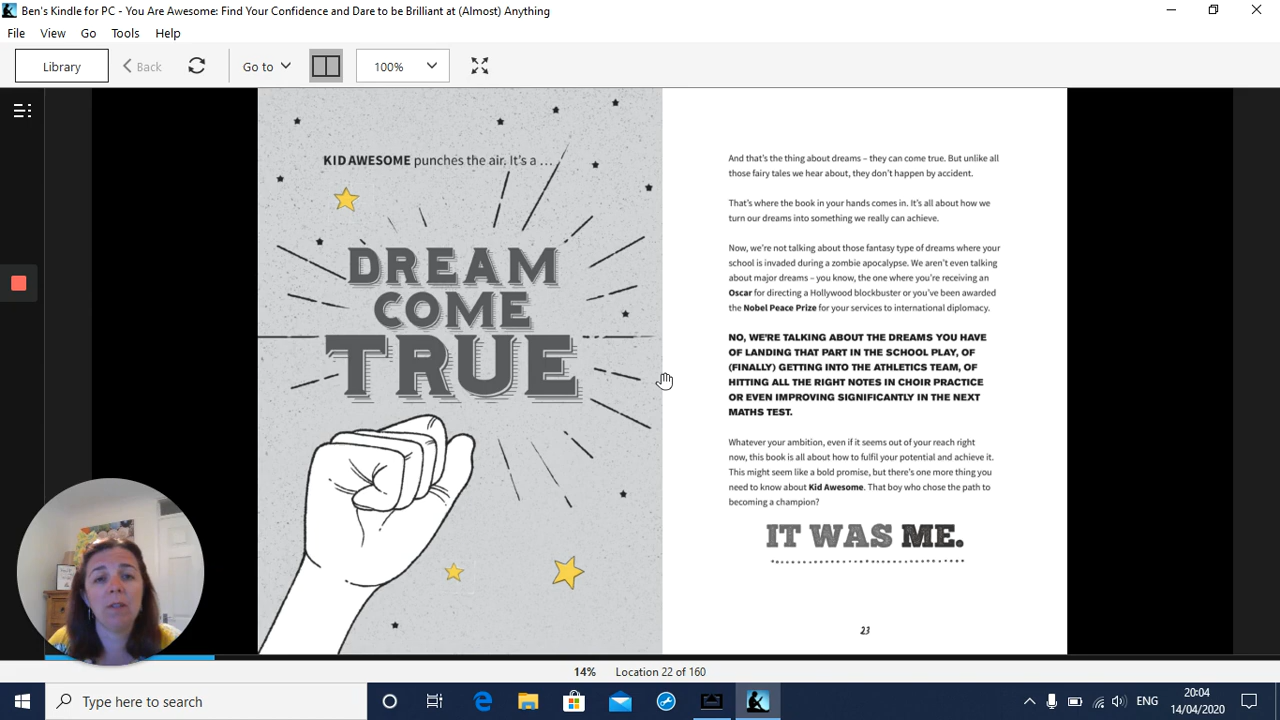 Ben's Kindle for PC - You Are Awesome: Find Your Confidence and Dare to be Brilliant at (Almost) Anything
File View Go Tools Help
Library Back Go to 100%
KID AWESOME punches the air. It's a ...
DREAM
COME
TRUE
And that's the thing about dreams – they can come true. But unlike all
those fairy tales we hear about, they don't happen by accident.
That's where the book in your hands comes in. It's all about how we
turn our dreams into something we really can achieve.
Now, we're not talking about those fantasy type of dreams where your
school is invaded during a zombie apocalypse. We aren't even talking
about major dreams – you know, the one where you're receiving an
Oscar for directing a Hollywood blockbuster or you've been awarded
the Nobel Peace Prize for your services to international diplomacy.
NO, WE'RE TALKING ABOUT THE DREAMS YOU HAVE
OF LANDING THAT PART IN THE SCHOOL PLAY, OF
(FINALLY) GETTING INTO THE ATHLETICS TEAM, OF
HITTING ALL THE RIGHT NOTES IN CHOIR PRACTICE
OR EVEN IMPROVING SIGNIFICANTLY IN THE NEXT
MATHS TEST.
Whatever your ambition, even if it seems out of your reach right
now, this book is all about how to fulfil your potential and achieve it.
This might seem like a bold promise, but there's one more thing you
need to know about Kid Awesome. That boy who chose the path to
becoming a champion?
IT WAS ME.
23
14% Location 22 of 160
Type here to search
ENG
20:04
14/04/2020